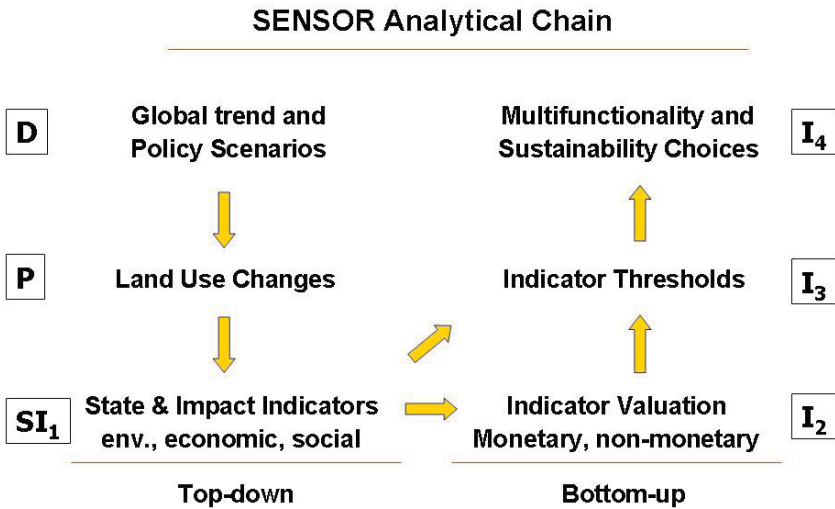 SENSOR Analytical Chain
D
Global trend and
Policy Scenarios
Multifunctionality and
Sustainability Choices
I₄
P
Land Use Changes
Indicator Thresholds
I₃
SI₁
State & Impact Indicators
env., economic, social
Indicator Valuation
Monetary, non-monetary
I₂
Top-down
Bottom-up